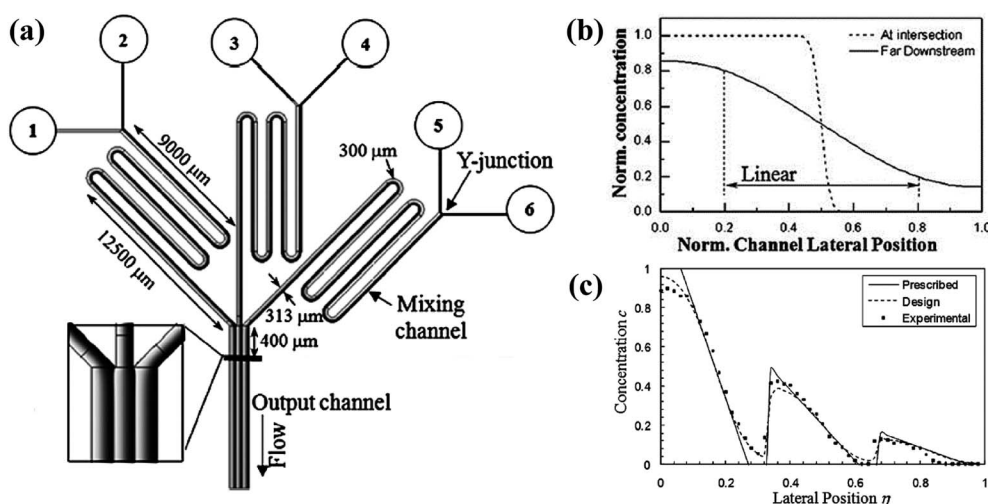 (a)
1
2
3
4
5
6
9000 µm
12500 µm
300 µm
Y-junction
313 µm
400 µm
Mixing
channel
Output channel
Flow
(b)
Norm. concentration
1.0
0.8
0.6
0.4
0.2
0.0
At intersection
Far Downstream
Linear
0.0 0.2 0.4 0.6 0.8 1.0
Norm. Channel Lateral Position
(c)
Concentration c
1
0.8
0.6
0.4
0.2
0
Prescribed
Design
Experimental
0 0.2 0.4 0.6 0.8 1
Lateral Position η